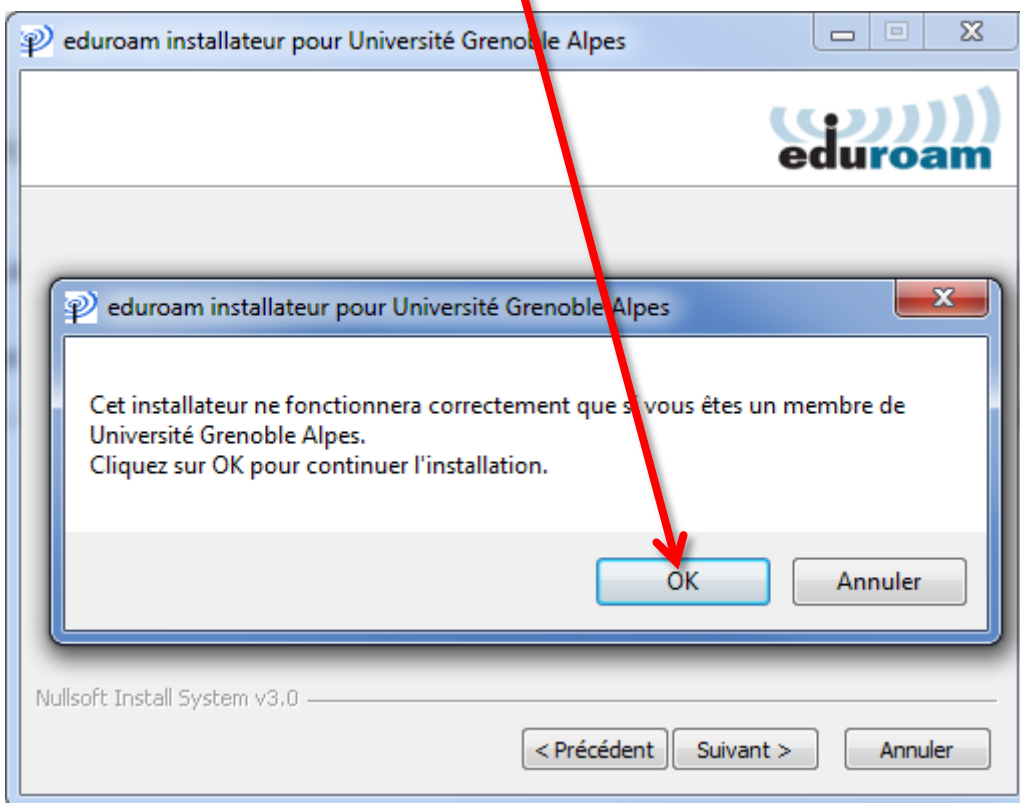 eduroam installateur pour Université Grenoble Alpes
eduroam
eduroam installateur pour Université Grenoble Alpes
Cet installateur ne fonctionnera correctement que si vous êtes un membre de
Université Grenoble Alpes.
Cliquez sur OK pour continuer l'installation.
OK
Annuler
Nullsoft Install System v3.0
< Précédent
Suivant >
Annuler